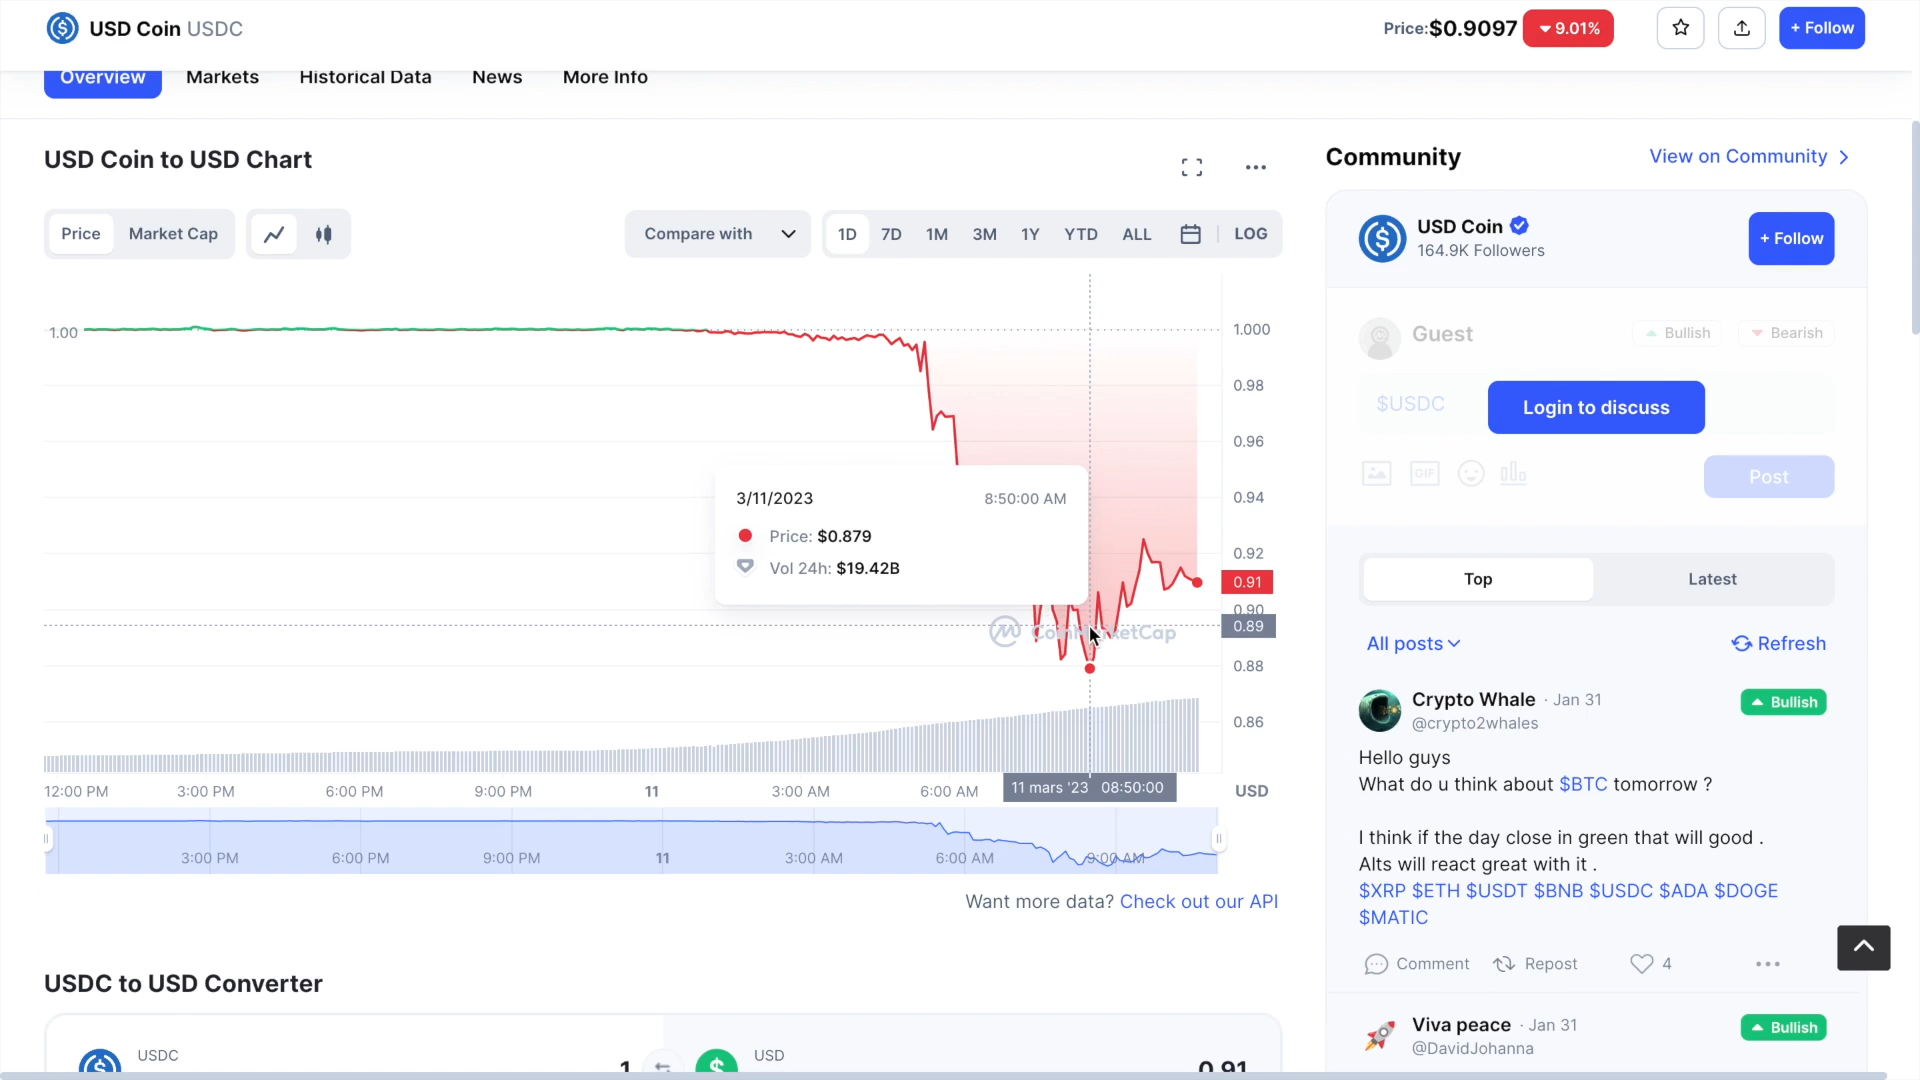 USD Coin USDC
Price:$0.9097 9.01%
+ Follow
Overview Markets Historical Data News More Info
USD Coin to USD Chart
Price Market Cap
Compare with
1D 7D 1M 3M 1Y YTD ALL LOG
1.00
1.000
0.98
0.96
0.94
0.92
0.91
0.90
0.89
0.88
0.86
3/11/2023 8:50:00 AM
Price: $0.879
Vol 24h: $19.42B
CoinMarketCap
12:00 PM 3:00 PM 6:00 PM 9:00 PM 11 3:00 AM 6:00 AM 11 mars '23 08:50:00 USD
3:00 PM 6:00 PM 9:00 PM 11 3:00 AM 6:00 AM 9:00 AM
Want more data? Check out our API
USDC to USD Converter
USDC 1 USD 0.91
Community View on Community
USD Coin
164.9K Followers
+ Follow
Guest Bullish Bearish
$USDC
Login to discuss
GIF
Post
Top Latest
All posts Refresh
Crypto Whale · Jan 31
@crypto2whales
Bullish
Hello guys
What do u think about $BTC tomorrow ?
I think if the day close in green that will good .
Alts will react great with it .
$XRP $ETH $USDT $BNB $USDC $ADA $DOGE
$MATIC
Comment Repost 4
Viva peace · Jan 31
@DavidJohanna
Bullish